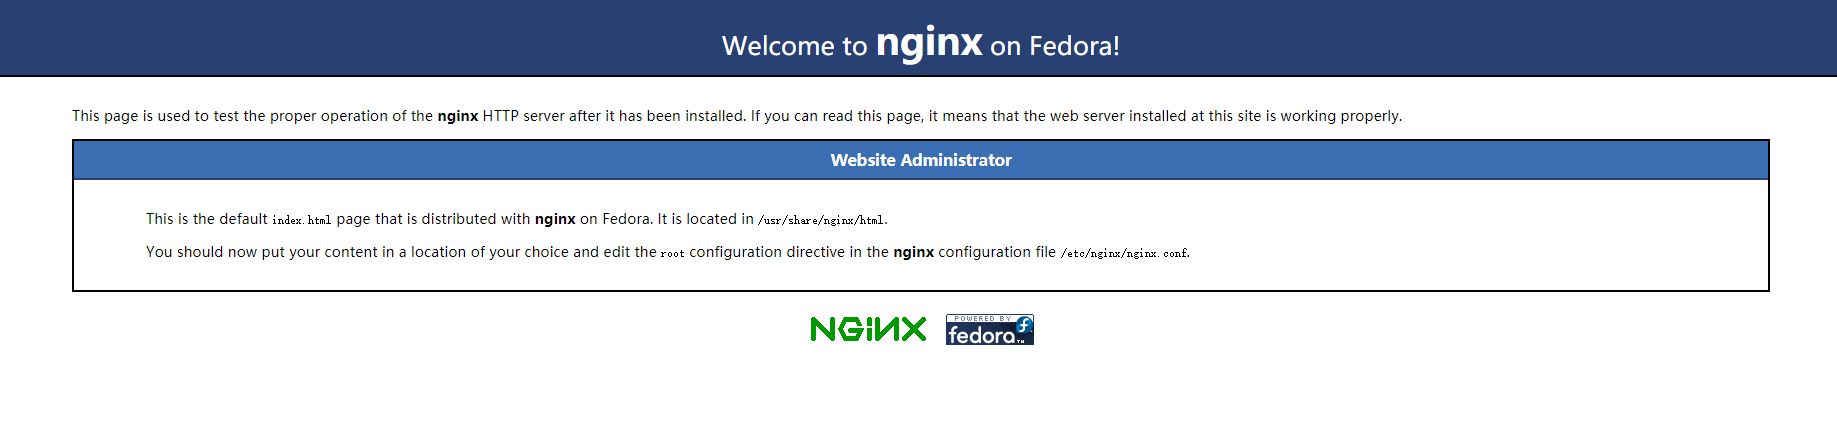 Welcome to nginx on Fedora!
This page is used to test the proper operation of the nginx HTTP server after it has been installed. If you can read this page, it means that the web server installed at this site is working properly.
Website Administrator
This is the default index.html page that is distributed with nginx on Fedora. It is located in /usr/share/nginx/html.
You should now put your content in a location of your choice and edit the root configuration directive in the nginx configuration file /etc/nginx/nginx.conf.
NGINX
POWERED BY
fedora™